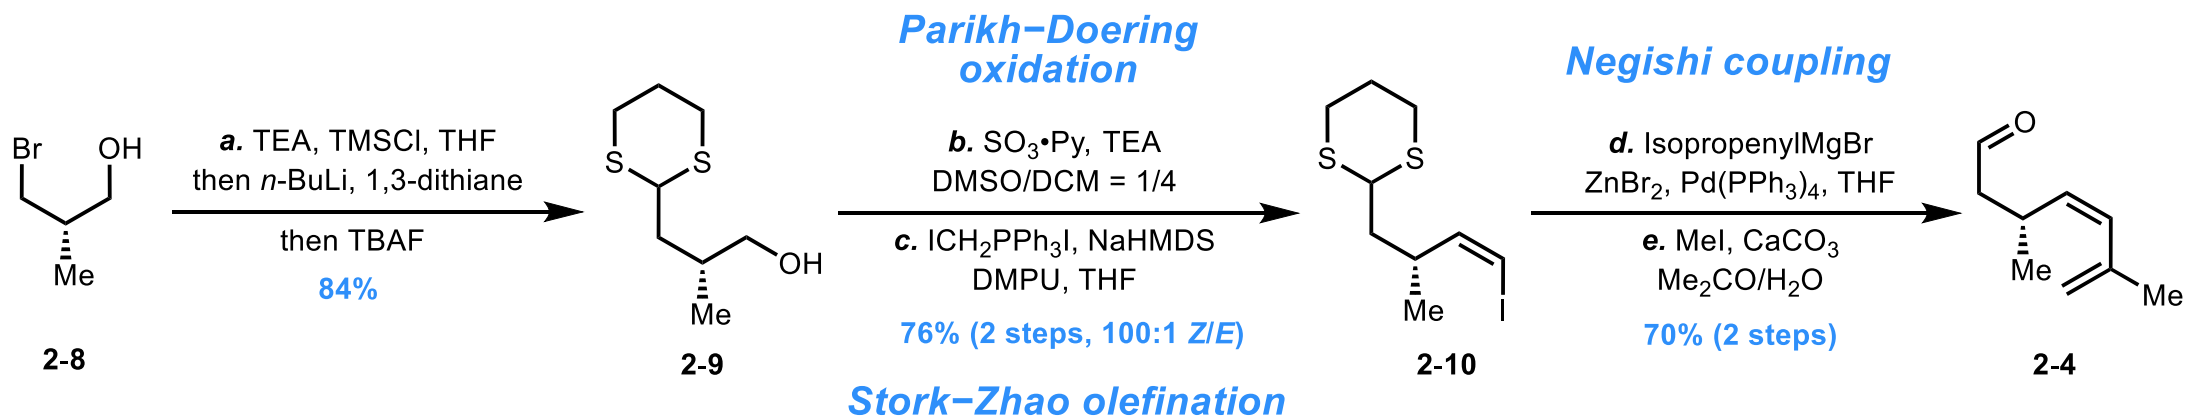 Parikh–Doering
oxidation
Negishi coupling
Br
OH
Me
2-8
a. TEA, TMSCl, THF
then n-BuLi, 1,3-dithiane
then TBAF
84%
S
S
OH
Me
2-9
b. SO3•Py, TEA
DMSO/DCM = 1/4
c. ICH2PPh3I, NaHMDS
DMPU, THF
76% (2 steps, 100:1 Z/E)
Stork–Zhao olefination
S
S
Me
I
2-10
d. IsopropenylMgBr
ZnBr2, Pd(PPh3)4, THF
e. MeI, CaCO3
Me2CO/H2O
70% (2 steps)
O
Me
Me
2-4